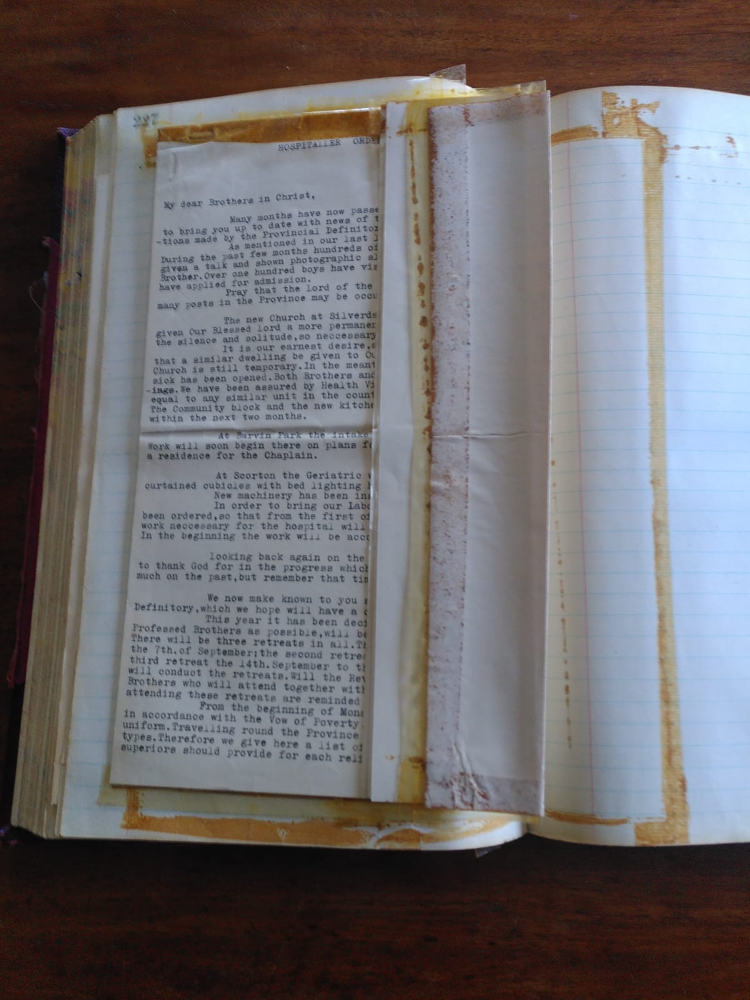 227
HOSPITALLER ORDE
My dear Brothers in Christ,
Many months have now passe
to bring you up to date with news of t
-tions made by the Provincial Definitor
As mentioned in our last l
During the past few months hundreds of
given a talk and shown photographic sl
Brother.Over one hundred boys have vis
have applied for admission.
Pray that the lord of the
many posts in the Province may be occu
The new Church at Silverda
given Our Blessed lord a more permanen
the silence and solitude,so neccessary
It is our earnest desire,a
that a similar dwelling be given to Ou
Church is still temporary.In the meant
sick has been opened.Both Brothers and
-ings.We have been assured by Health Vi
equal to any similar unit in the count
The Community block and the new kitche
within the next two months.
At Barvin Park the intake
Work will soon begin there on plans fo
a residence for the Chaplain.
At Scorton the Geriatric w
curtained cubicles with bed lighting h
New machinery has been ins
In order to bring our Labo
been ordered,so that from the first of
work neccessary for the hospital will
In the beginning the work will be acco
looking back again on the
to thank God for in the progress which
much on the past,but remember that tim
We now make known to you a
Definitory,which we hope will have a c
This year it has been deci
Professed Brothers as possible,will be
There will be three retreats in all.Th
the 7th.of September;the second retrea
third retreat the 14th.September to th
will conduct the retreats.Will the Rev
Brothers who will attend together with
attending these retreats are reminded
From the beginning of Mona
in accordance with the Vow of Poverty,
uniform.Travelling round the Province
types.Therefore we give here a list of
superiors should provide for each reli